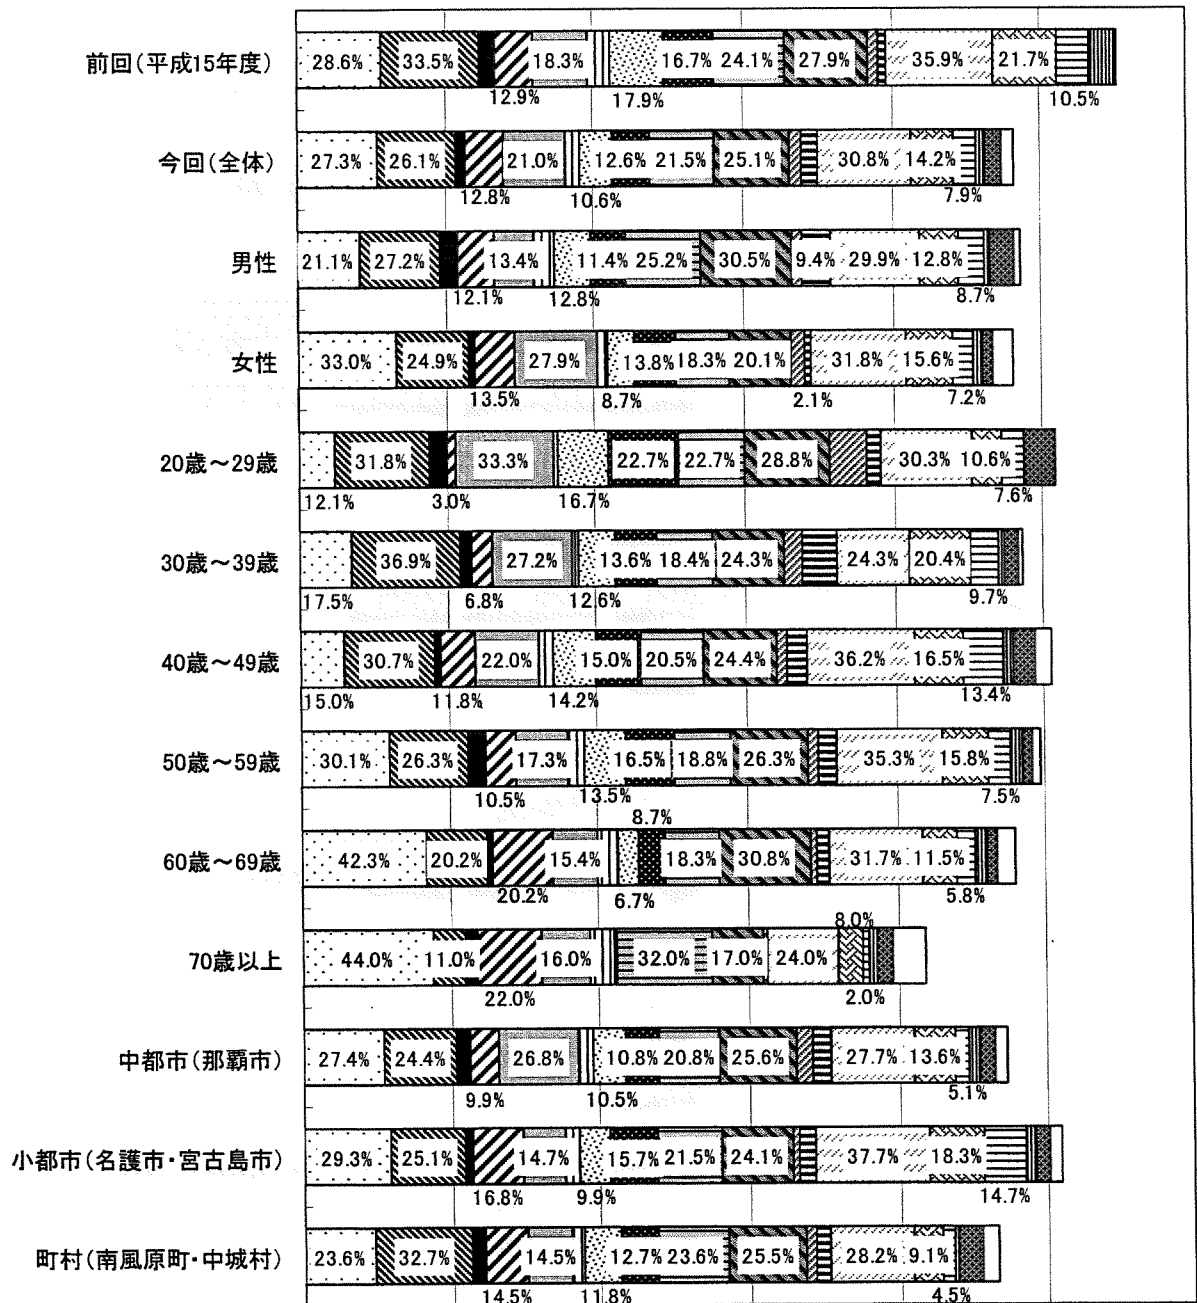 前回(平成15年度) 28.6% 33.5% 18.3% 16.7% 24.1% 27.9% 35.9% 21.7%
12.9% 17.9% 10.5%
今回(全体) 27.3% 26.1% 21.0% 12.6% 21.5% 25.1% 30.8% 14.2%
12.8% 10.6% 7.9%
男性 21.1% 27.2% 13.4% 11.4% 25.2% 30.5% 9.4% 29.9% 12.8%
12.1% 12.8% 8.7%
女性 33.0% 24.9% 27.9% 13.8% 18.3% 20.1% 31.8% 15.6%
13.5% 8.7% 2.1% 7.2%
20歳～29歳 31.8% 33.3% 22.7% 22.7% 28.8% 30.3% 10.6%
12.1% 3.0% 16.7% 7.6%
30歳～39歳 36.9% 27.2% 13.6% 18.4% 24.3% 24.3% 20.4%
17.5% 6.8% 12.6% 9.7%
40歳～49歳 30.7% 22.0% 15.0% 20.5% 24.4% 36.2% 16.5%
15.0% 11.8% 14.2% 13.4%
50歳～59歳 30.1% 26.3% 17.3% 16.5% 18.8% 26.3% 35.3% 15.8%
10.5% 13.5% 7.5%
8.7%
60歳～69歳 42.3% 20.2% 15.4% 18.3% 30.8% 31.7% 11.5%
20.2% 6.7% 5.8%
8.0%
70歳以上 44.0% 11.0% 16.0% 32.0% 17.0% 24.0%
22.0% 2.0%
中都市(那覇市) 27.4% 24.4% 26.8% 10.8% 20.8% 25.6% 27.7% 13.6%
9.9% 10.5% 5.1%
小都市(名護市・宮古島市) 29.3% 25.1% 14.7% 15.7% 21.5% 24.1% 37.7% 18.3%
16.8% 9.9% 14.7%
町村(南風原町・中城村) 23.6% 32.7% 14.5% 12.7% 23.6% 25.5% 28.2% 9.1%
14.5% 11.8% 4.5%